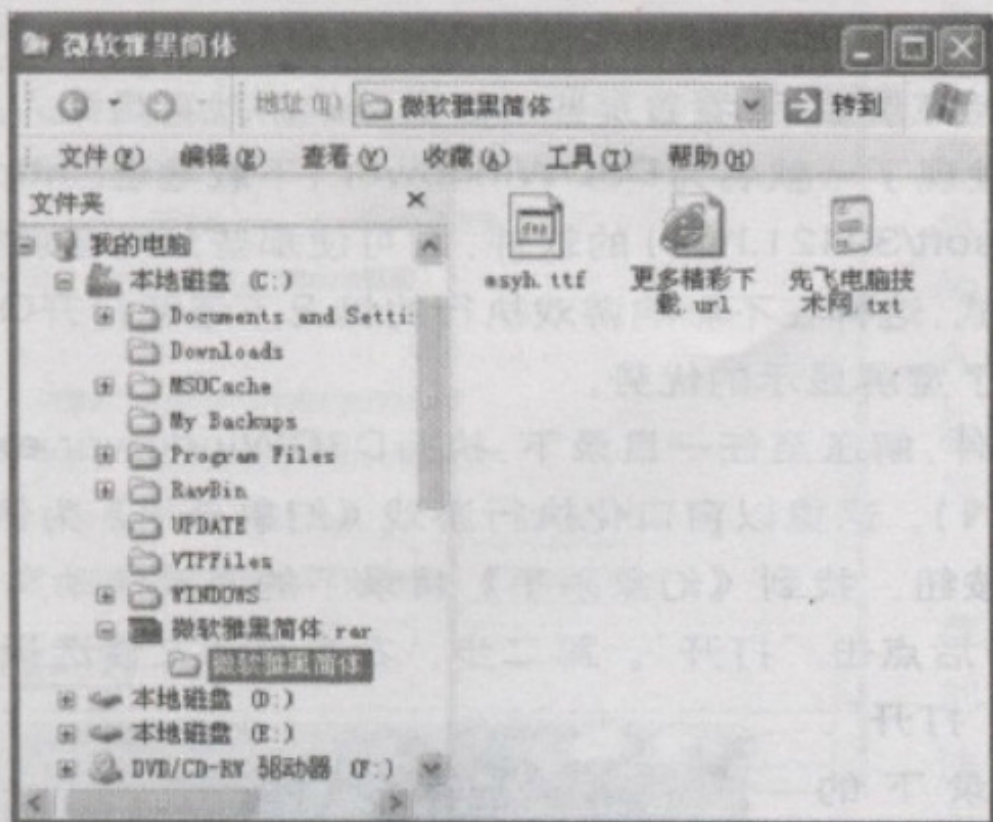 微软雅黑简体
地址(D) 微软雅黑简体 转到
文件(F) 编辑(E) 查看(V) 收藏(A) 工具(T) 帮助(H)
文件夹
我的电脑
本地磁盘 (C:)
Documents and Setti
Downloads
MSOCache
My Backups
Program Files
RavBin
UPDATE
VTPFiles
WINDOWS
微软雅黑简体.rar
微软雅黑简体
本地磁盘 (D:)
本地磁盘 (E:)
DVD/CD-RW 驱动器 (F:)
msyh.ttf
更多精彩下
载.url
先飞电脑技
术网.txt